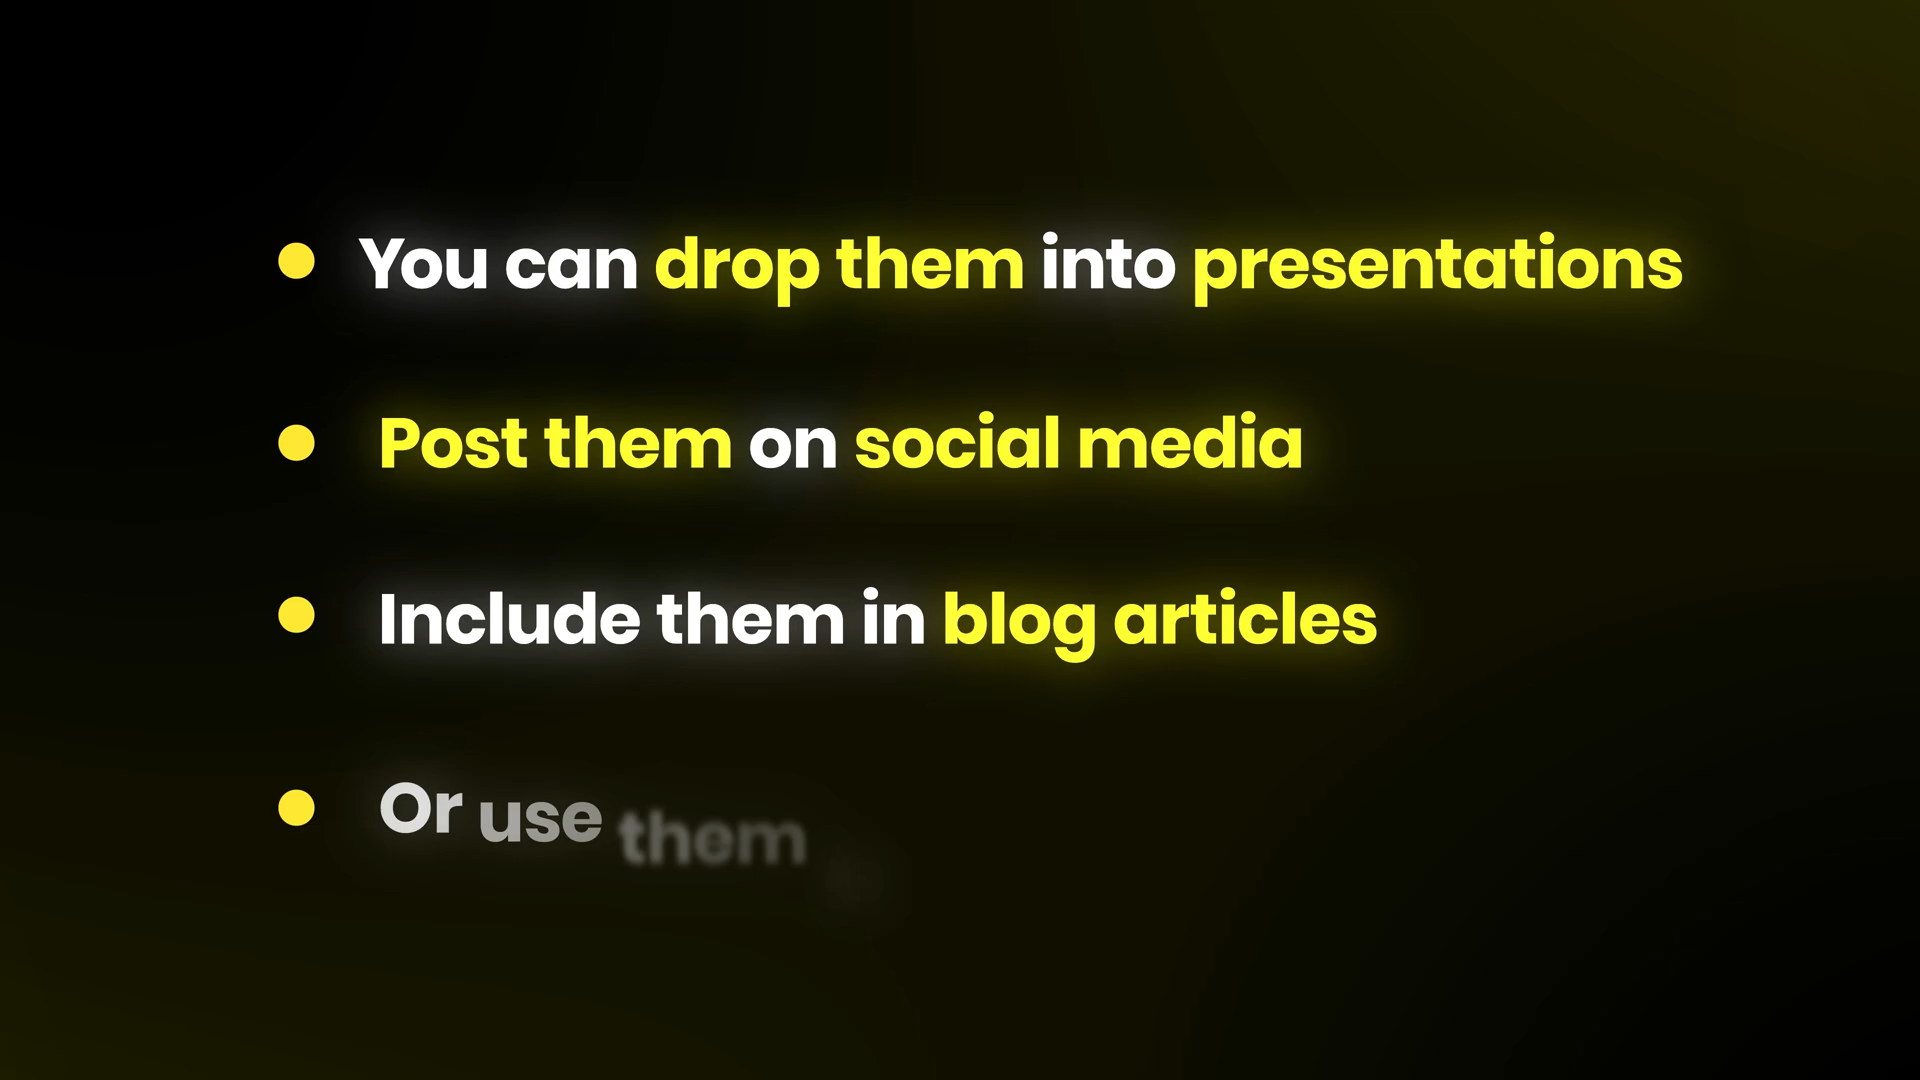 You can drop them into presentations
Post them on social media
Include them in blog articles
Or use them